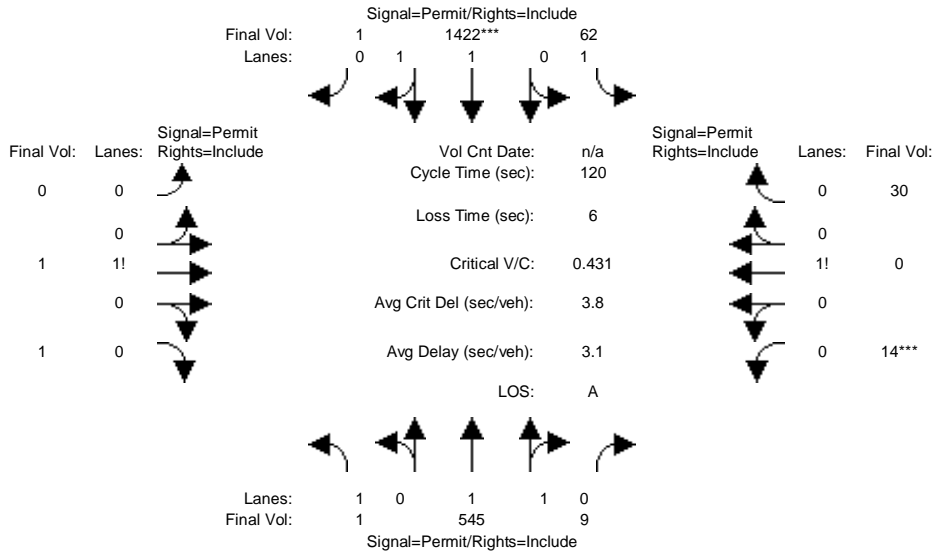 Signal=Permit/Rights=Include
Final Vol: 1 1422*** 62
Lanes: 0 1 1 0 1
Signal=Permit Signal=Permit
Final Vol: Lanes: Rights=Include Vol Cnt Date: n/a Rights=Include Lanes: Final Vol:
Cycle Time (sec): 120
0 0 0 30
Loss Time (sec): 6
0 0
1 1! Critical V/C: 0.431 1! 0
0 Avg Crit Del (sec/veh): 3.8 0
1 0 Avg Delay (sec/veh): 3.1 0 14***
LOS: A
Lanes: 1 0 1 1 0
Final Vol: 1 545 9
Signal=Permit/Rights=Include